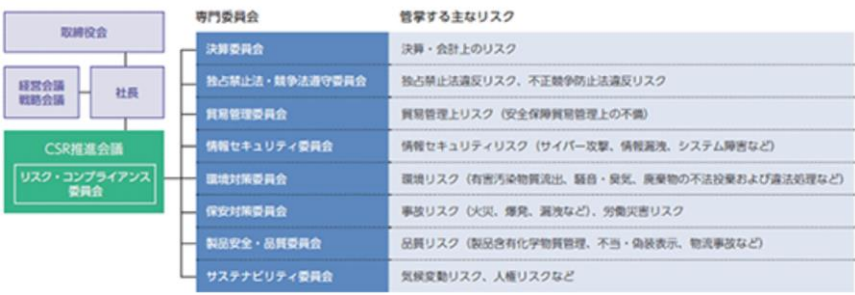 専門委員会　管掌する主なリスク
取締役会
経営会議
戦略会議
社長
CSR推進会議
リスク・コンプライアンス
委員会
決算委員会　決算・会計上のリスク
独占禁止法・競争法遵守委員会　独占禁止法違反リスク、不正競争防止法違反リスク
貿易管理委員会　貿易管理上リスク（安全保障貿易管理上の不備）
情報セキュリティ委員会　情報セキュリティリスク（サイバー攻撃、情報漏洩、システム障害など）
環境対策委員会　環境リスク（有害汚染物質流出、騒音・臭気、廃棄物の不法投棄および違法処理など）
保安対策委員会　事故リスク（火災、爆発、漏洩など）、労働災害リスク
製品安全・品質委員会　品質リスク（製品含有化学物質管理、不当・偽装表示、物流事故など）
サステナビリティ委員会　気候変動リスク、人権リスクなど